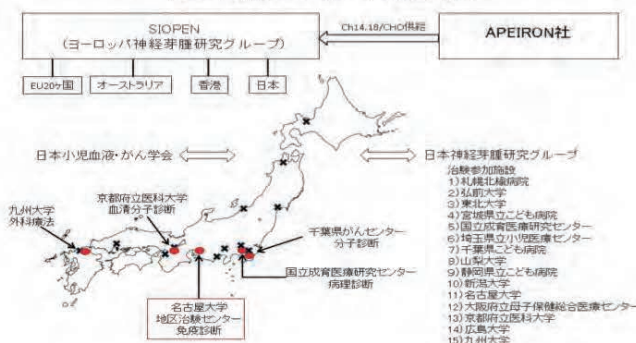 SIOPEN
(ヨーロッパ神経芽腫研究グループ)
Ch14.18/CHO供給
APEIRON社
EU20ヶ国
オーストラリア
香港
日本
日本小児血液・がん学会
日本神経芽腫研究グループ
治験参加施設
1)札幌北楡病院
2)弘前大学
3)東北大学
4)宮城県立こども病院
5)国立成育医療研究センター
6)埼玉県立小児医療センター
7)千葉県こども病院
8)山梨大学
9)静岡県立こども病院
10)新潟大学
11)名古屋大学
12)大阪府立母子保健総合医療センター
13)京都府立医科大学
14)広島大学
15)九州大学
京都府立医科大学
血清分子診断
九州大学
外科療法
千葉県がんセンター
分子診断
国立成育医療研究センター
病理診断
名古屋大学
地区治験センター
免疫診断